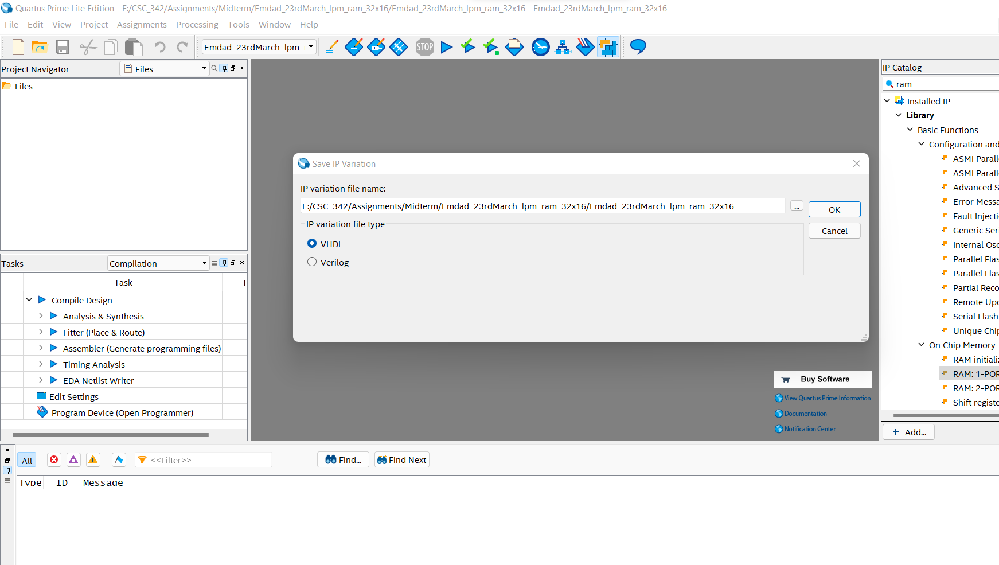 Quartus Prime Lite Edition - E:/CSC_342/Assignments/Midterm/Emdad_23rdMarch_lpm_ram_32x16/Emdad_23rdMarch_lpm_ram_32x16 - Emdad_23rdMarch_lpm_ram_32x16
File Edit View Project Assignments Processing Tools Window Help
Emdad_23rdMarch_lpm_
STOP
Project Navigator Files
Files
Tasks Compilation
Task T
Compile Design
Analysis & Synthesis
Fitter (Place & Route)
Assembler (Generate programming files)
Timing Analysis
EDA Netlist Writer
Edit Settings
Program Device (Open Programmer)
Save IP Variation
IP variation file name:
E:/CSC_342/Assignments/Midterm/Emdad_23rdMarch_lpm_ram_32x16/Emdad_23rdMarch_lpm_ram_32x16
...
OK
IP variation file type
Cancel
VHDL
Verilog
Buy Software
View Quartus Prime Information
Documentation
Notification Center
IP Catalog
ram
Installed IP
Library
Basic Functions
Configuration and
ASMI Parall
ASMI Parall
Advanced S
Error Messa
Fault Injecti
Generic Ser
Internal Osc
Parallel Flas
Parallel Flas
Partial Reco
Remote Upd
Serial Flash
Unique Chip
On Chip Memory
RAM initializ
RAM: 1-POR
RAM: 2-POR
Shift registe
+ Add...
All <<Filter>> Find... Find Next
Type ID Message